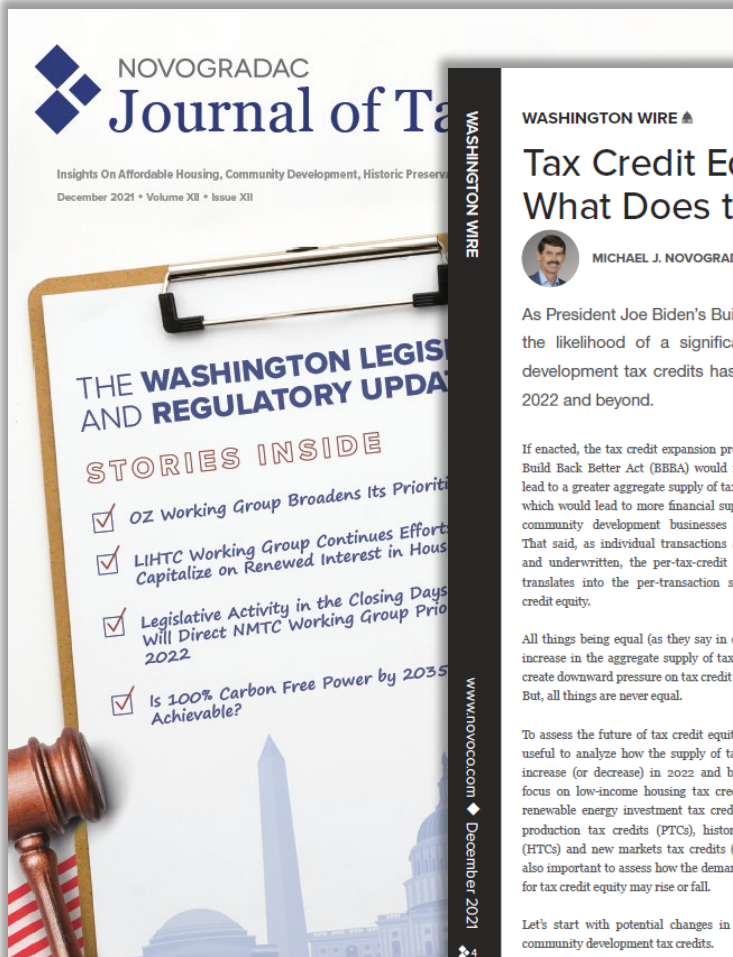 NOVOGRADAC
Journal of Ta
Insights On Affordable Housing, Community Development, Historic Preserva
December 2021 • Volume XII • Issue XII
THE WASHINGTON LEGIS
AND REGULATORY UPDA
STORIES INSIDE
OZ Working Group Broadens Its Prioriti
LIHTC Working Group Continues Effort
Capitalize on Renewed Interest in Hous
Legislative Activity in the Closing Days
Will Direct NMTC Working Group Prio
2022
Is 100% Carbon Free Power by 2035
Achievable?
WASHINGTON WIRE
www.novoco.com ◆ December 2021
4
WASHINGTON WIRE
Tax Credit Eq
What Does t
MICHAEL J. NOVOGRAD
As President Joe Biden's Bui
the likelihood of a significa
development tax credits has
2022 and beyond.
If enacted, the tax credit expansion pr
Build Back Better Act (BBBA) would
lead to a greater aggregate supply of tax
which would lead to more financial sup
community development businesses
That said, as individual transactions
and underwritten, the per-tax-credit
translates into the per-transaction s
credit equity.
All things being equal (as they say in
increase in the aggregate supply of tax
create downward pressure on tax credit
But, all things are never equal.
To assess the future of tax credit equit
useful to analyze how the supply of ta
increase (or decrease) in 2022 and b
focus on low-income housing tax cre
renewable energy investment tax cred
production tax credits (PTCs), histor
(HTCs) and new markets tax credits (
also important to assess how the deman
for tax credit equity may rise or fall.
Let's start with potential changes in
community development tax credits.